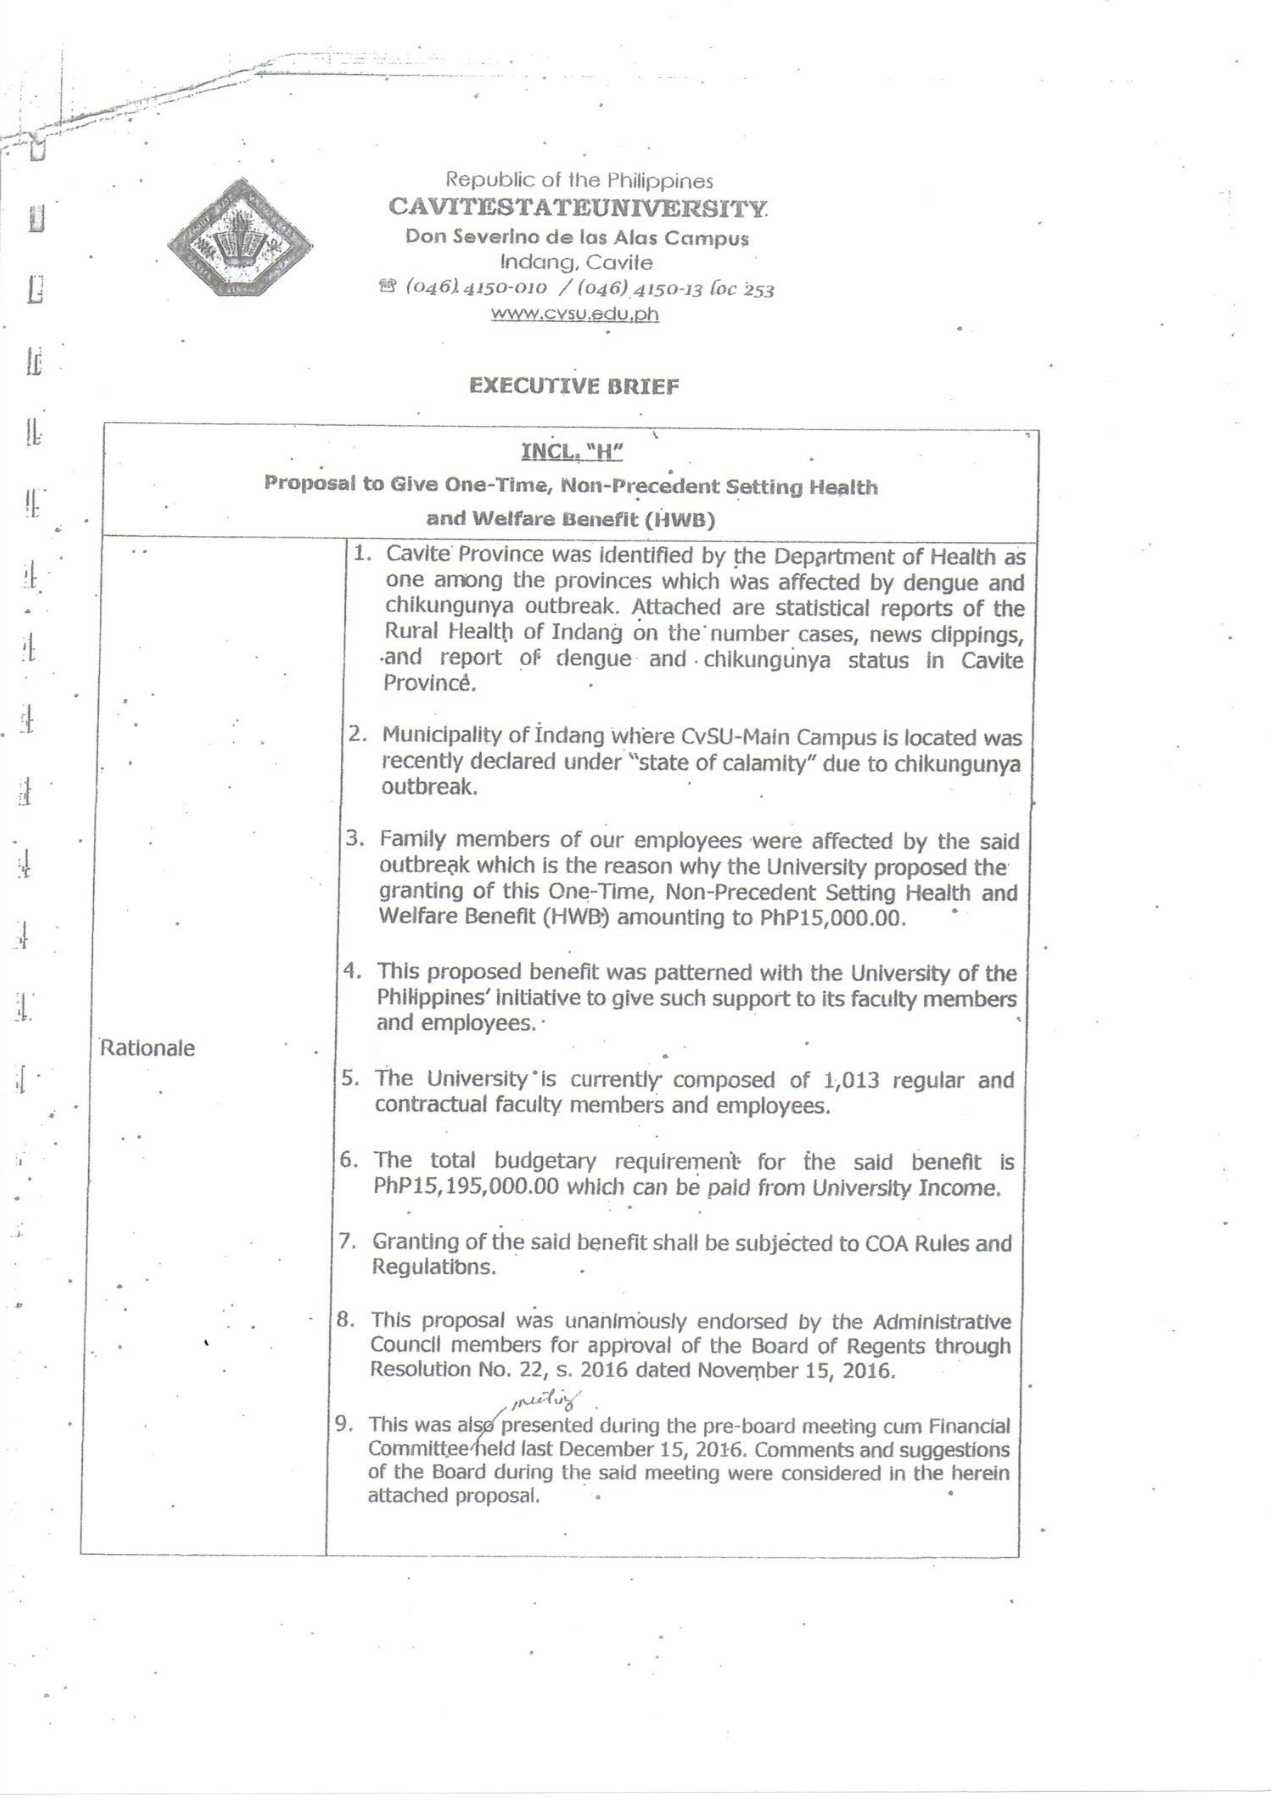 Republic of the Philippines
CAVITESTATEUNIVERSITY
Don Severino de las Alas Campus
Indang, Cavite
☎ (046) 4150-010 / (046) 4150-13 loc 253
www.cvsu.edu.ph
EXECUTIVE BRIEF
INCL. "H"
Proposal to Give One-Time, Non-Precedent Setting Health
and Welfare Benefit (HWB)
Rationale
1. Cavite Province was identified by the Department of Health as
one among the provinces which was affected by dengue and
chikungunya outbreak. Attached are statistical reports of the
Rural Health of Indang on the number cases, news clippings,
and report of dengue and chikungunya status in Cavite
Province.
2. Municipality of Indang where CvSU-Main Campus is located was
recently declared under "state of calamity" due to chikungunya
outbreak.
3. Family members of our employees were affected by the said
outbreak which is the reason why the University proposed the
granting of this One-Time, Non-Precedent Setting Health and
Welfare Benefit (HWB) amounting to PhP15,000.00.
4. This proposed benefit was patterned with the University of the
Philippines' initiative to give such support to its faculty members
and employees.
5. The University is currently composed of 1,013 regular and
contractual faculty members and employees.
6. The total budgetary requirement for the said benefit is
PhP15,195,000.00 which can be paid from University Income.
7. Granting of the said benefit shall be subjected to COA Rules and
Regulations.
8. This proposal was unanimously endorsed by the Administrative
Council members for approval of the Board of Regents through
Resolution No. 22, s. 2016 dated November 15, 2016.
meeting
9. This was also presented during the pre-board meeting cum Financial
Committee held last December 15, 2016. Comments and suggestions
of the Board during the said meeting were considered in the herein
attached proposal.